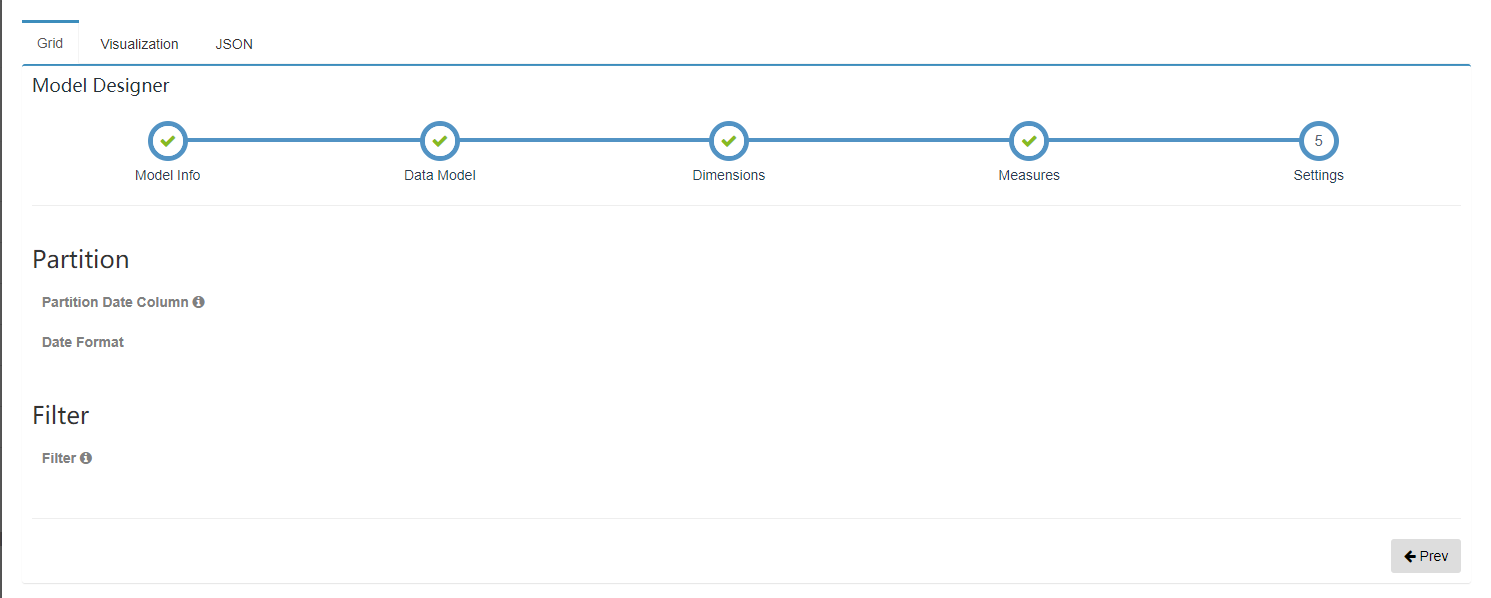 Grid Visualization JSON
Model Designer
5
Model Info Data Model Dimensions Measures Settings
Partition
Partition Date Column
Date Format
Filter
Filter
Prev